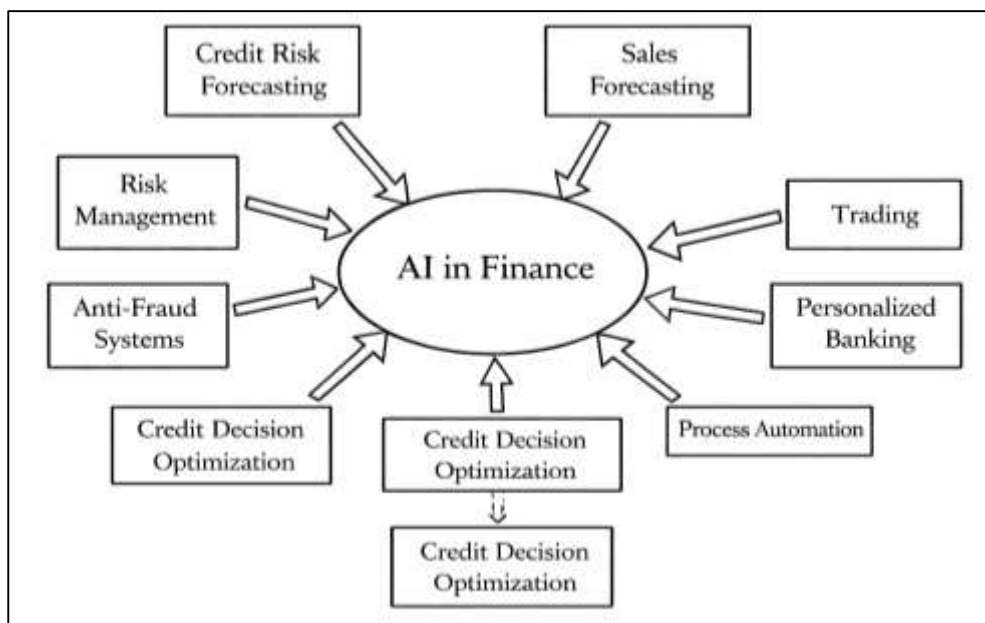 Credit Risk
Forecasting
Sales
Forecasting
Risk
Management
Trading
AI in Finance
Anti-Fraud
Systems
Personalized
Banking
Credit Decision
Optimization
Credit Decision
Optimization
Process Automation
Credit Decision
Optimization